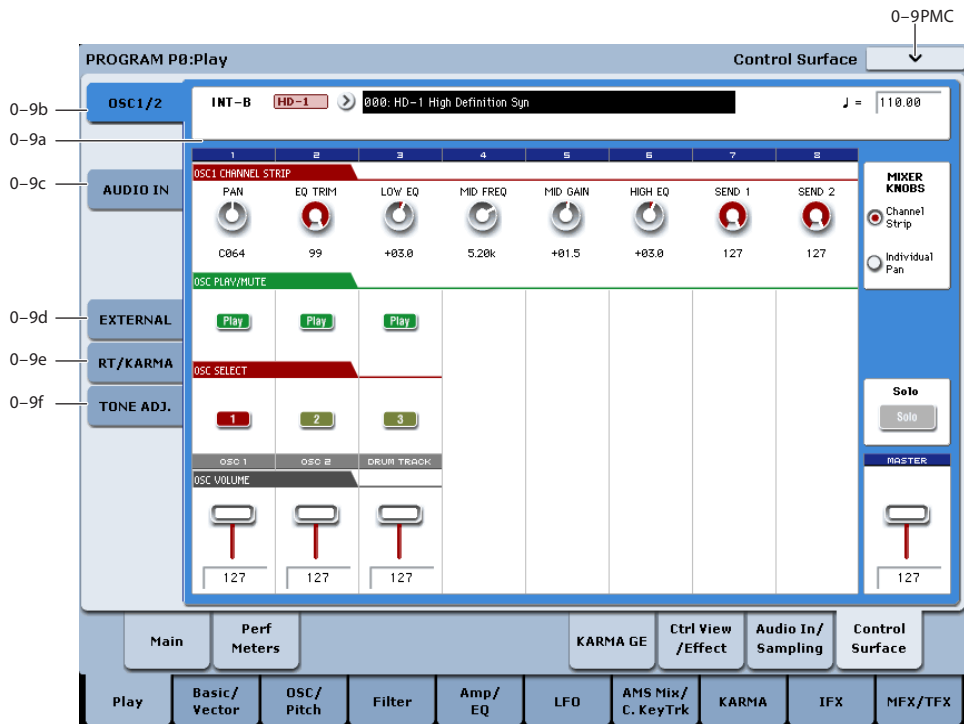 0–9PMC
PROGRAM P0:Play
Control Surface
0–9b
OSC1/2
INT–B
HD-1
000: HD-1 High Definition Syn
♩ =
110.00
0–9a
1 2 3 4 5 6 7 8
0–9c
AUDIO IN
OSC1 CHANNEL STRIP
PAN
EQ TRIM
LOW EQ
MID FREQ
MID GAIN
HIGH EQ
SEND 1
SEND 2
C064
99
+03.0
5.20k
+01.5
+03.0
127
127
MIXER
KNOBS
Channel
Strip
Individual
Pan
OSC PLAY/MUTE
0–9d
EXTERNAL
Play
Play
Play
0–9e
RT/KARMA
OSC SELECT
0–9f
TONE ADJ.
1
2
3
Solo
Solo
OSC 1
OSC 2
DRUM TRACK
MASTER
OSC VOLUME
127
127
127
127
Main
Perf
Meters
KARMA GE
Ctrl View
/Effect
Audio In/
Sampling
Control
Surface
Play
Basic/
Vector
OSC/
Pitch
Filter
Amp/
EQ
LFO
AMS Mix/
C. KeyTrk
KARMA
IFX
MFX/TFX